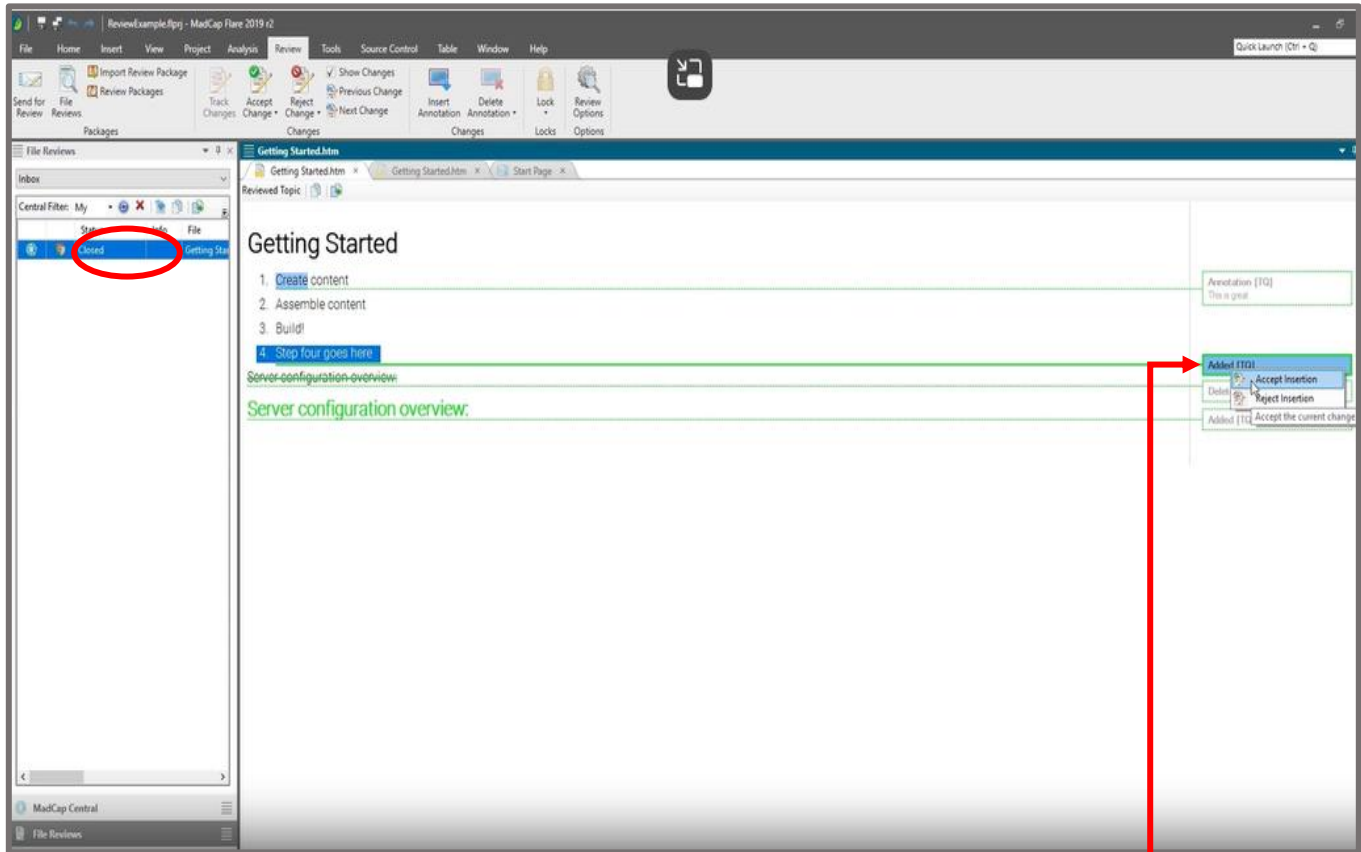 ReviewExample.flprj - MadCap Flare 2019 r2
File Home Insert View Project Analysis Review Tools Source Control Table Window Help
Quick Launch (Ctrl + Q)
Send for Review
File Reviews
Import Review Package
Review Packages
Packages
Track Changes
Accept Change
Reject Change
Show Changes
Previous Change
Next Change
Changes
Insert Annotation
Delete Annotation
Changes
Lock
Locks
Review Options
Options
File Reviews
Getting Started.htm
Inbox
Getting Started.htm Getting Started.htm Start Page
Reviewed Topic
Central Filter: My
File
Closed Getting Star
Getting Started
1. Create content
2. Assemble content
3. Build!
4. Step four goes here
Server configuration overview:
Server configuration overview:
Annotation [TQ]
This is great
Added [TQ]
Accept Insertion
Reject Insertion
Accept the current change
Added [TQ
MadCap Central
File Reviews